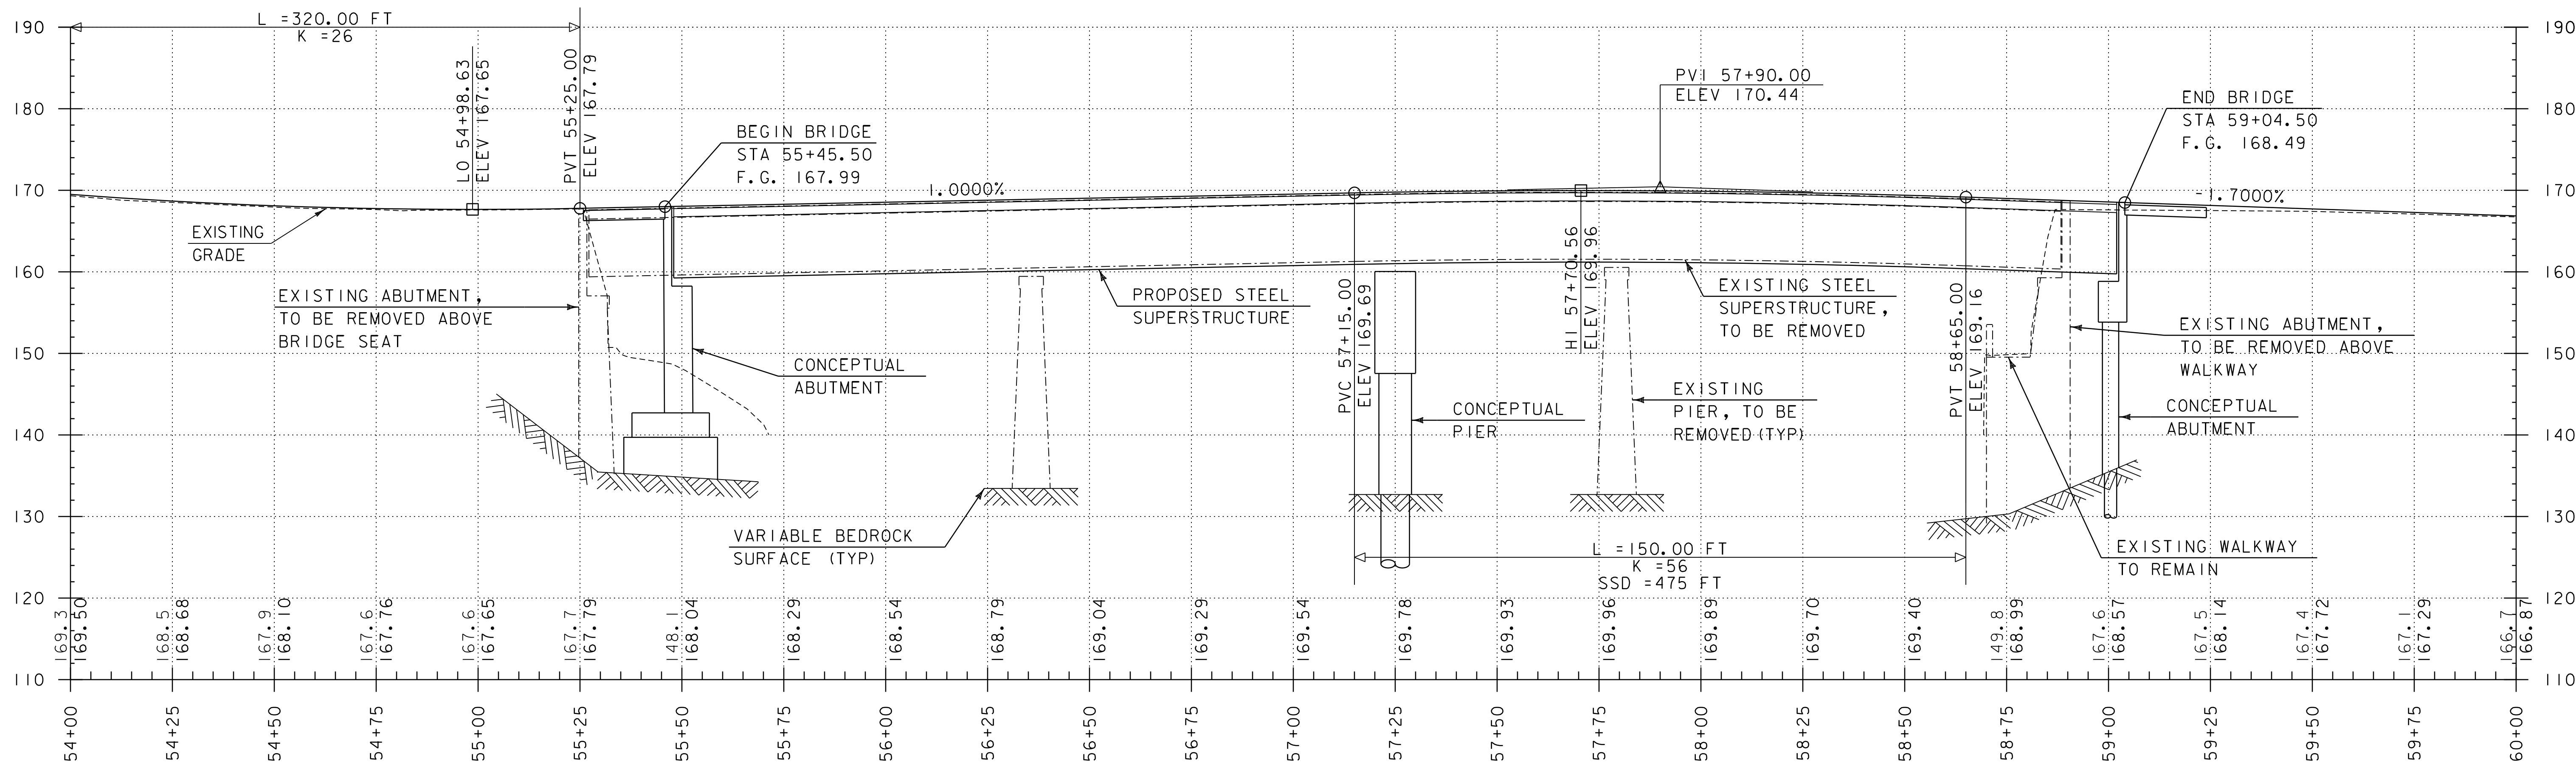 L =320.00 FT
K =26
190
180
170
160
150
140
130
120
110
190
180
170
160
150
140
130
120
110
LO 54+98.63
ELEV 167.65
PVT 55+25.00
ELEV 167.79
BEGIN BRIDGE
STA 55+45.50
F.G. 167.99
1.0000%
PVI 57+90.00
ELEV 170.44
END BRIDGE
STA 59+04.50
F.G. 168.49
-1.7000%
EXISTING
GRADE
EXISTING ABUTMENT,
TO BE REMOVED ABOVE
BRIDGE SEAT
CONCEPTUAL
ABUTMENT
PROPOSED STEEL
SUPERSTRUCTURE
PVC 57+15.00
ELEV 169.69
HI 57+70.56
ELEV 169.96
EXISTING STEEL
SUPERSTRUCTURE,
TO BE REMOVED
PVT 58+65.00
ELEV 169.16
EXISTING ABUTMENT,
TO BE REMOVED ABOVE
WALKWAY
CONCEPTUAL
PIER
EXISTING
PIER, TO BE
REMOVED (TYP)
CONCEPTUAL
ABUTMENT
VARIABLE BEDROCK
SURFACE (TYP)
L =150.00 FT
K =56
SSD =475 FT
EXISTING WALKWAY
TO REMAIN
169.3
169.50
168.5
168.68
167.9
168.10
167.6
167.76
167.6
167.65
167.7
167.79
148.1
168.04
168.29
168.54
168.79
169.04
169.29
169.54
169.78
169.93
169.96
169.89
169.70
169.40
149.8
168.99
167.6
168.57
167.5
168.14
167.4
167.72
167.1
167.29
166.7
166.87
54+00
54+25
54+50
54+75
55+00
55+25
55+50
55+75
56+00
56+25
56+50
56+75
57+00
57+25
57+50
57+75
58+00
58+25
58+50
58+75
59+00
59+25
59+50
59+75
60+00